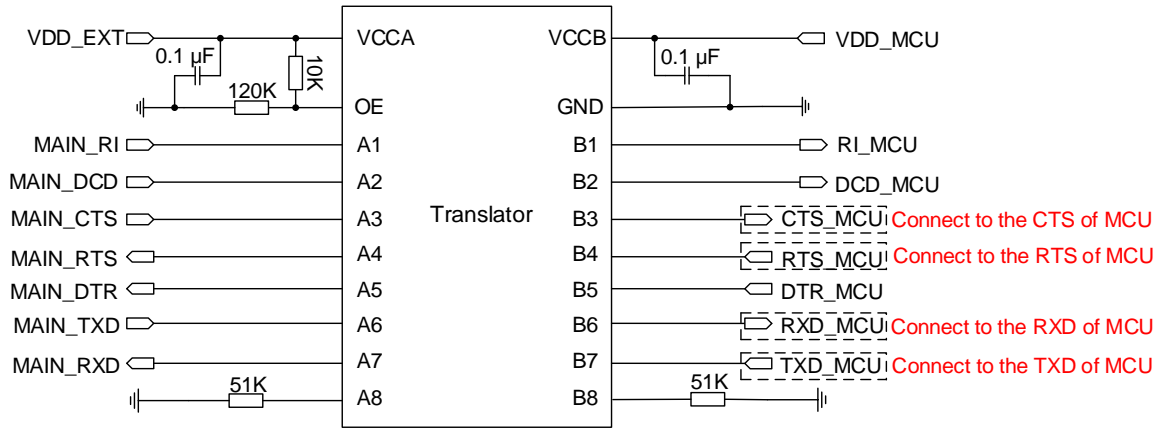 VDD_EXT VCCA VCCB VDD_MCU
0.1 µF 10K 0.1 µF
120K
OE GND
MAIN_RI A1 B1 RI_MCU
MAIN_DCD A2 B2 DCD_MCU
MAIN_CTS A3 Translator B3 CTS_MCU Connect to the CTS of MCU
MAIN_RTS A4 B4 RTS_MCU Connect to the RTS of MCU
MAIN_DTR A5 B5 DTR_MCU
MAIN_TXD A6 B6 RXD_MCU Connect to the RXD of MCU
MAIN_RXD A7 B7 TXD_MCU Connect to the TXD of MCU
51K A8 B8 51K